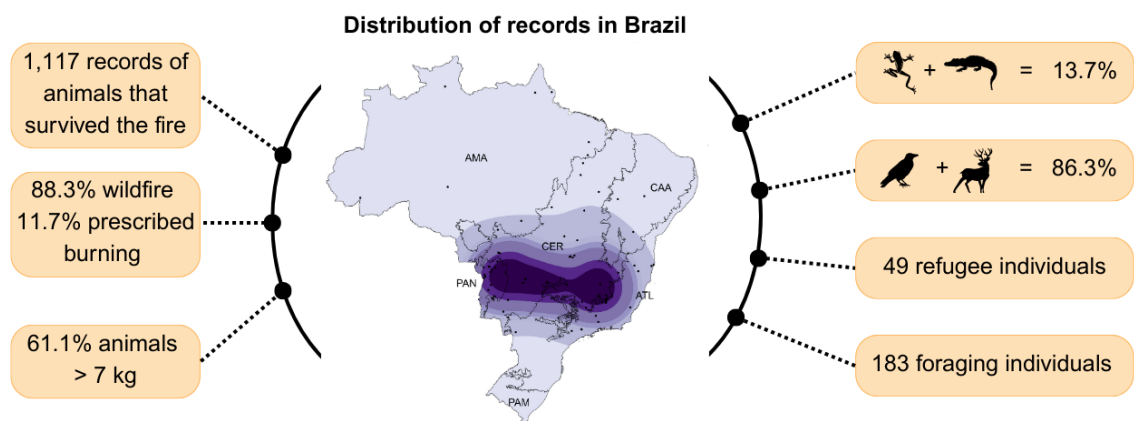 Distribution of records in Brazil
1,117 records of
animals that
survived the fire
88.3% wildfire
11.7% prescribed
burning
61.1% animals
> 7 kg
AMA
CAA
CER
PAN
ATL
PAM
+ = 13.7%
+ = 86.3%
49 refugee individuals
183 foraging individuals